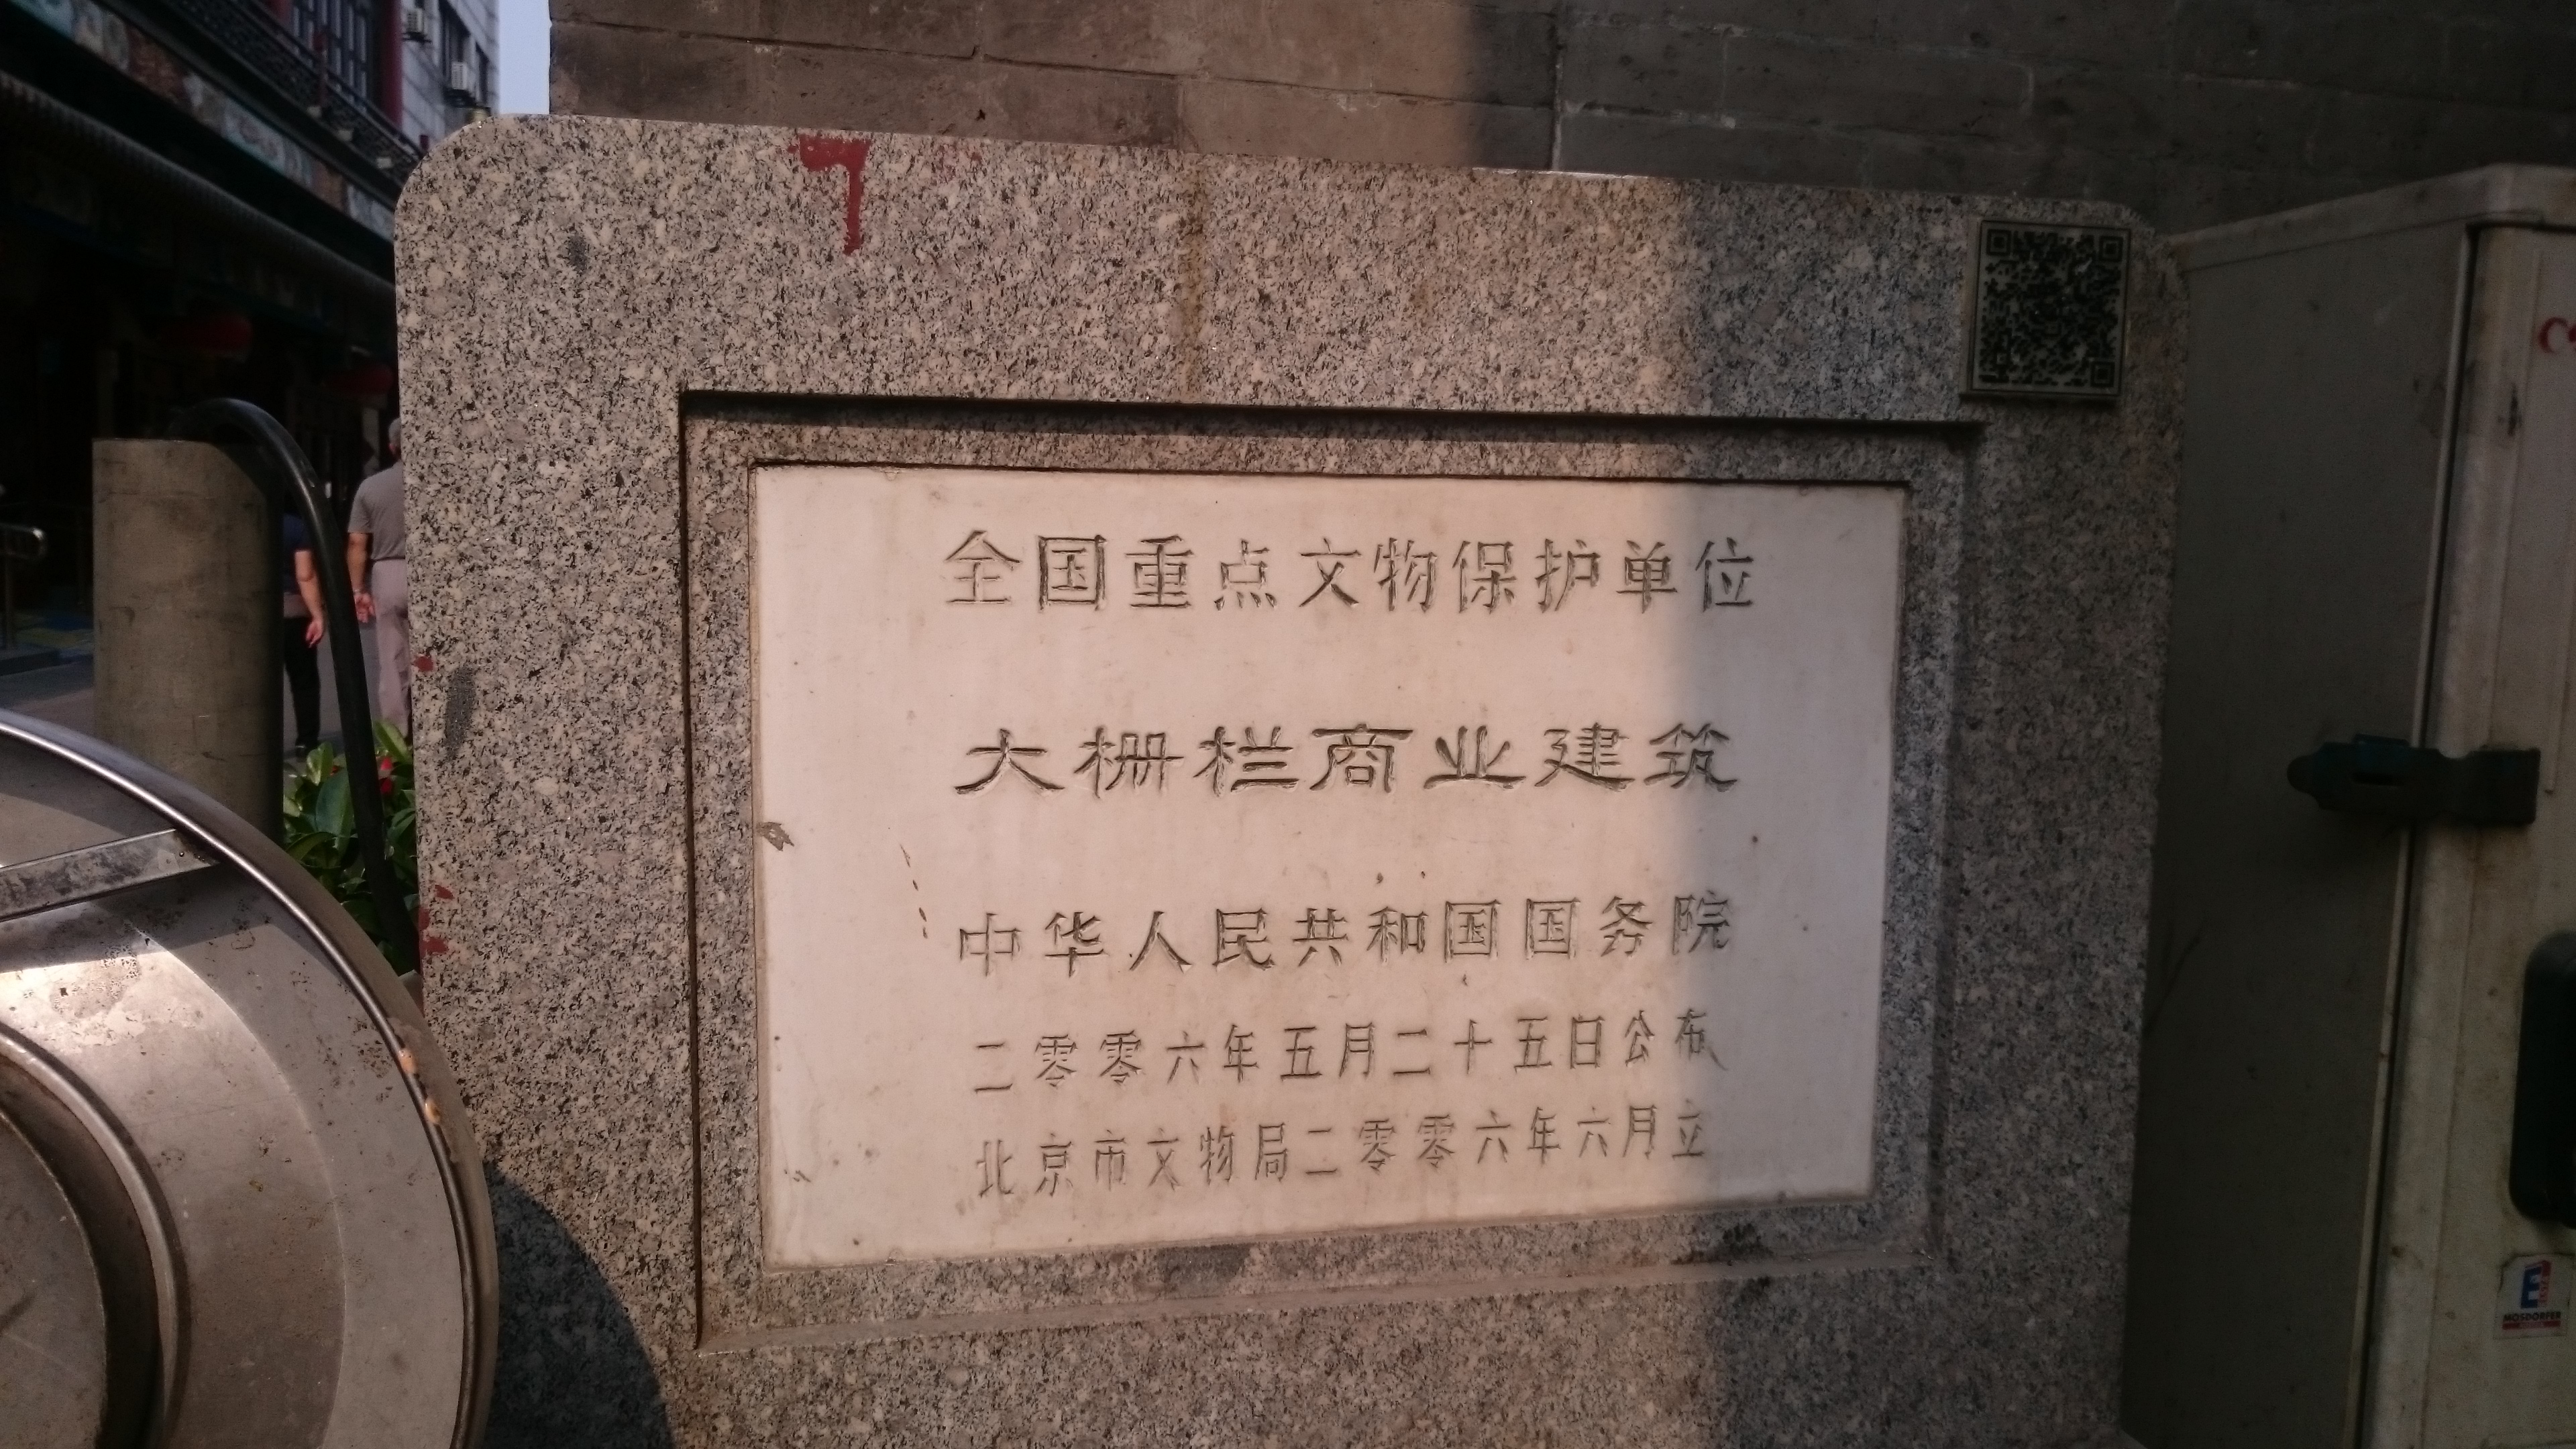 全国重点文物保护单位
大栅栏商业建筑
中华人民共和国国务院
二零零六年五月二十五日公布
北京市文物局二零零六年六月立
E
MOSDORFER